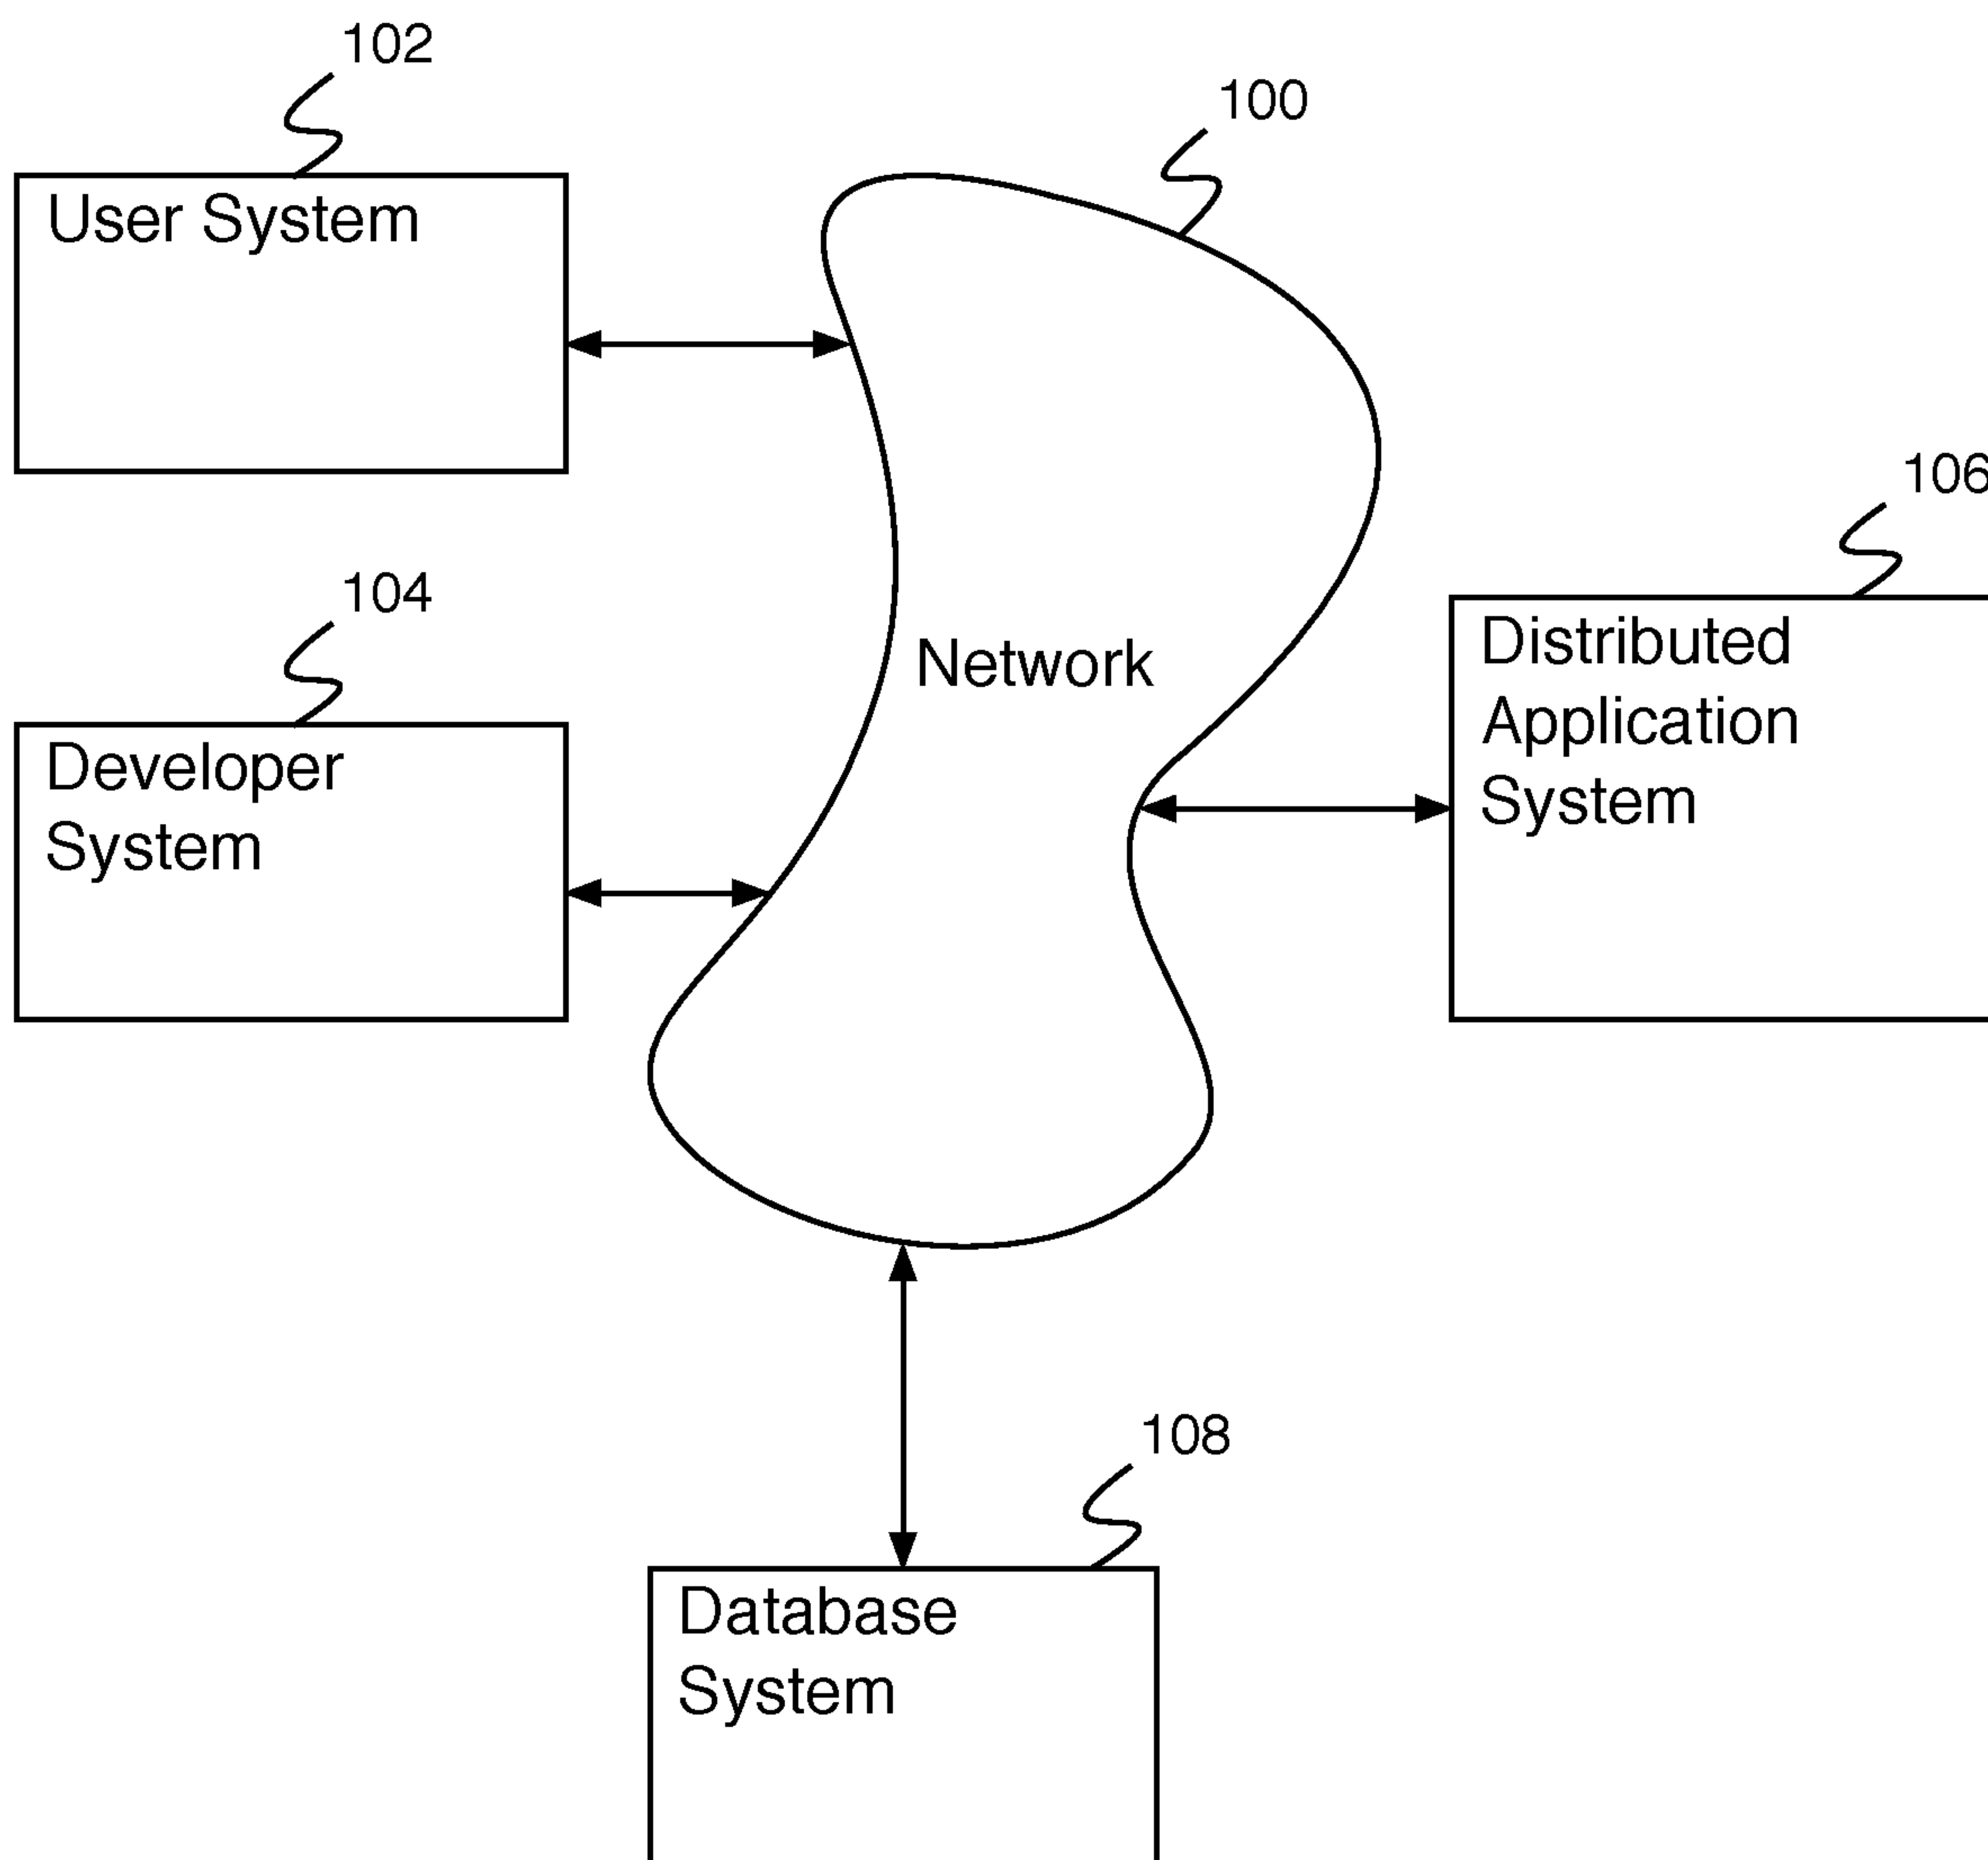 102
100
User System
106
104
Network
Distributed
Application
System
Developer
System
108
Database
System